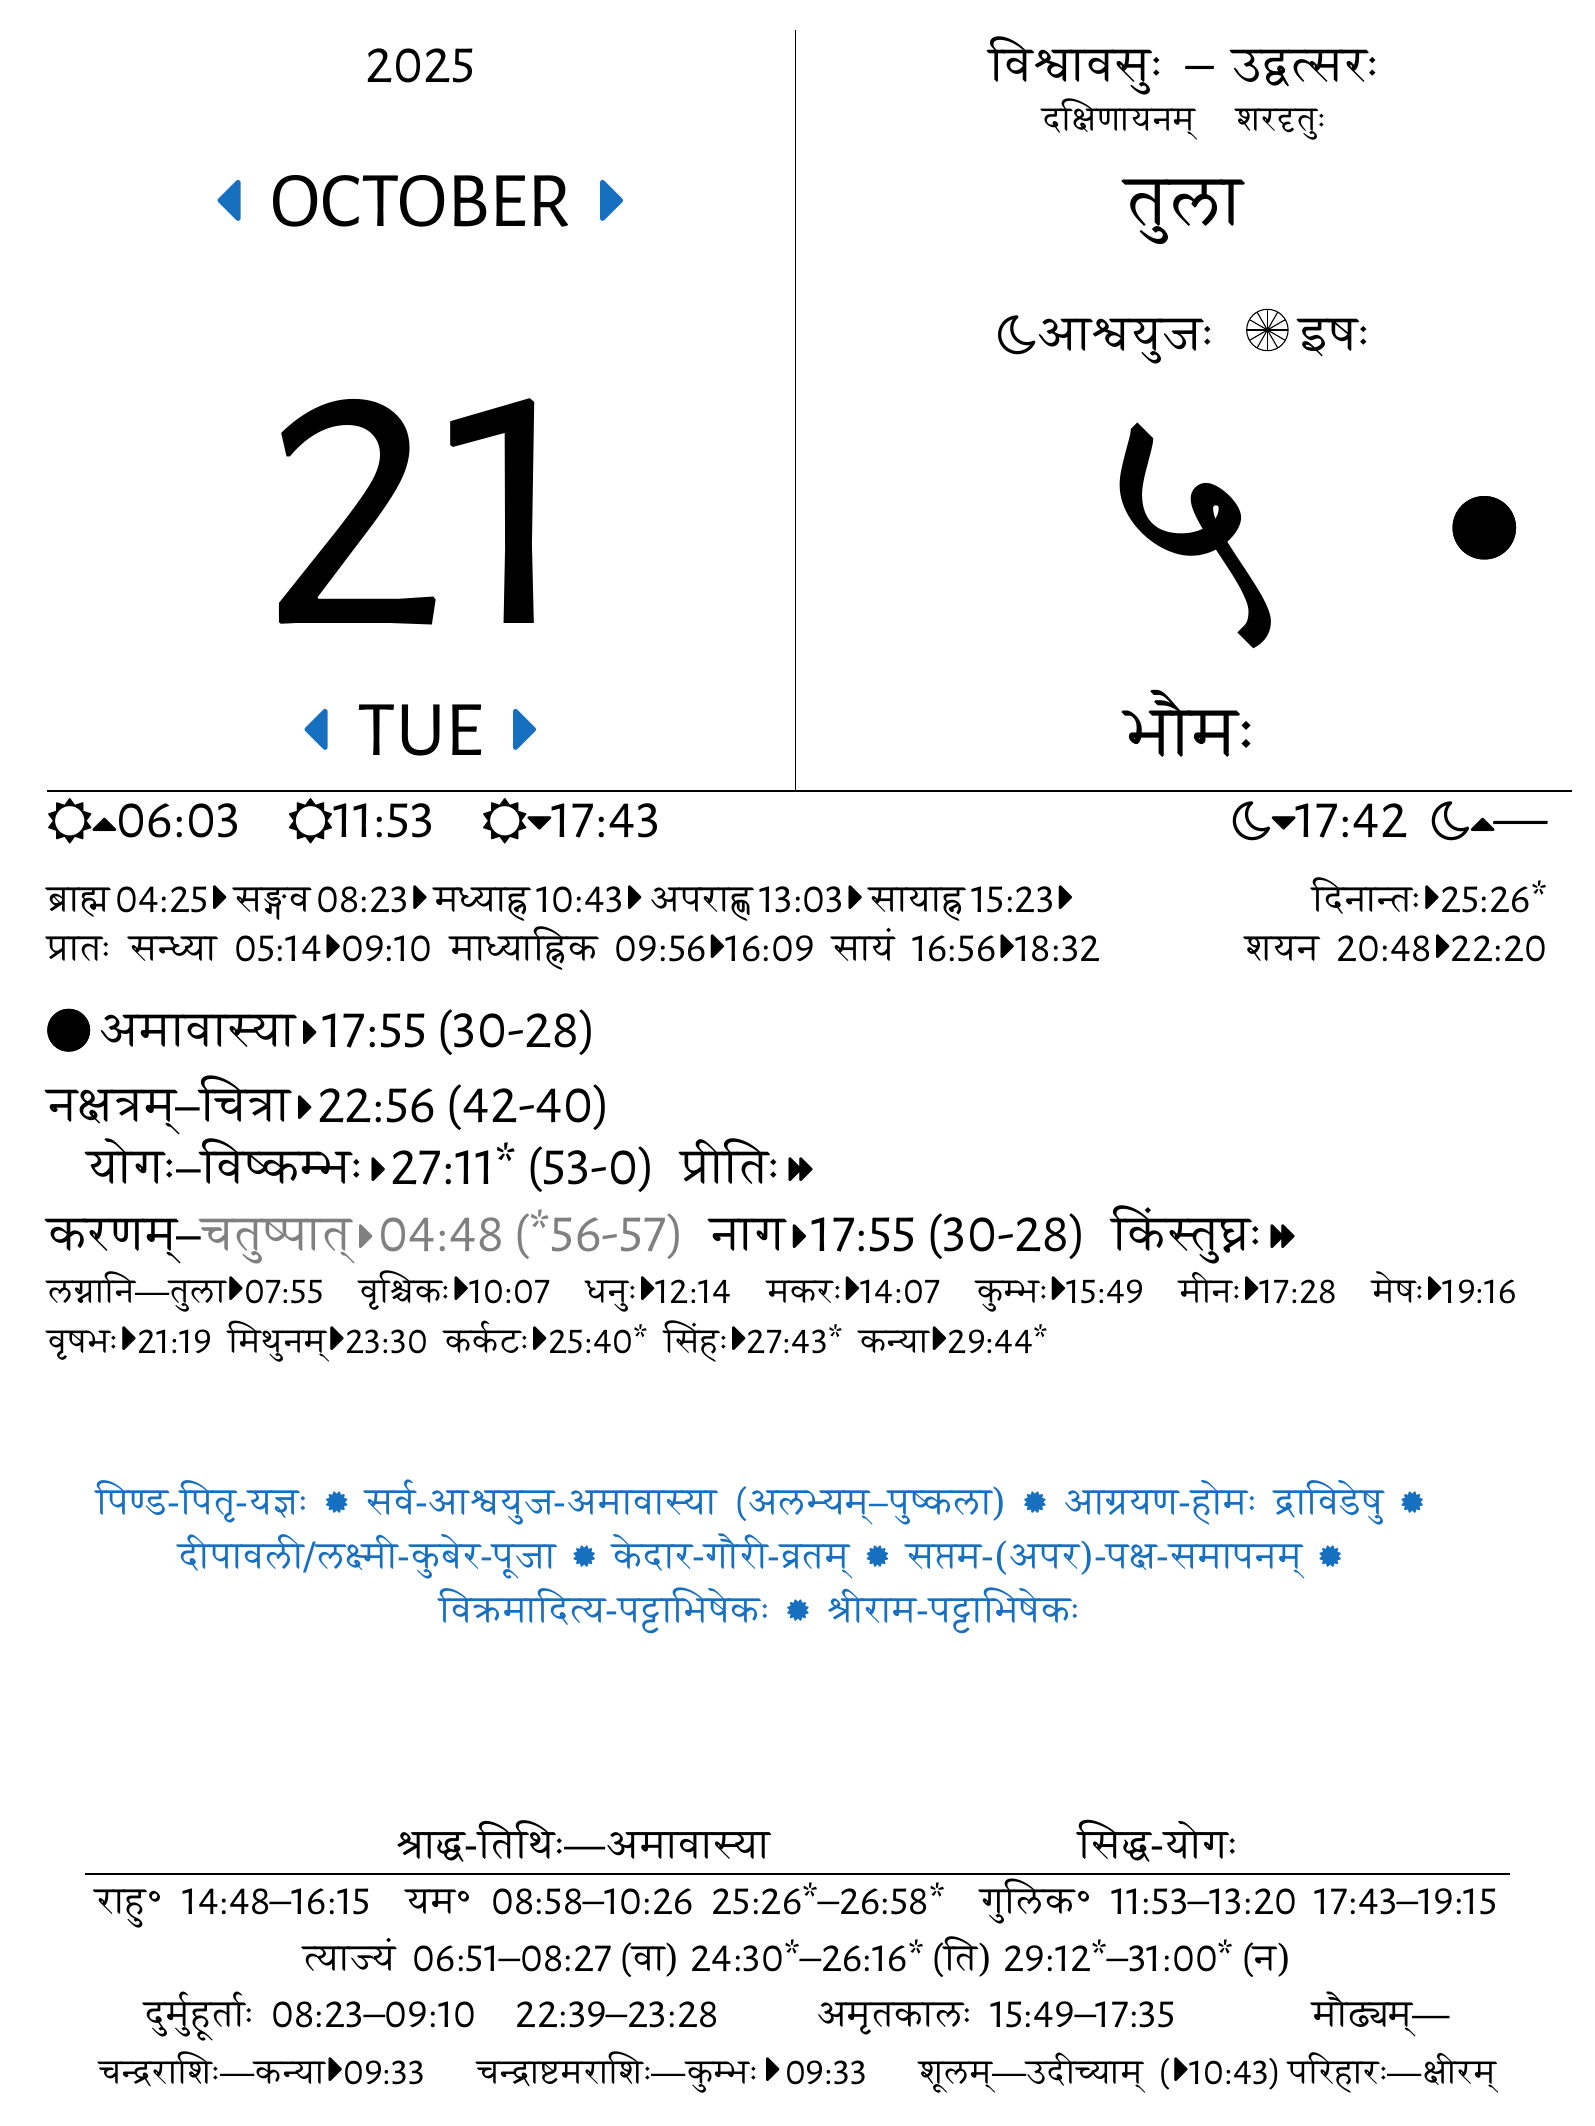 2025
OCTOBER
21
TUE
विश्वावसुः – उद्वत्सरः
दक्षिणायनम् शरदृतुः
तुला
आश्वयुजः इषः
५
भौमः
06:03 11:53 17:43 17:42 —
ब्राह्म 04:25 सङ्गव 08:23 मध्याह्न 10:43 अपराह्ण 13:03 सायाह्न 15:23 दिनान्तः 25:26*
प्रातः सन्ध्या 05:14 09:10 माध्याह्निक 09:56 16:09 सायं 16:56 18:32 शयन 20:48 22:20
अमावास्या 17:55 (30-28)
नक्षत्रम्–चित्रा 22:56 (42-40)
योगः–विष्कम्भः 27:11* (53-0) प्रीतिः
करणम्–चतुष्पात् 04:48 (*56-57) नाग 17:55 (30-28) किंस्तुघ्नः
लग्नानि—तुला 07:55 वृश्चिकः 10:07 धनुः 12:14 मकरः 14:07 कुम्भः 15:49 मीनः 17:28 मेषः 19:16
वृषभः 21:19 मिथुनम् 23:30 कर्कटः 25:40* सिंहः 27:43* कन्या 29:44*
पिण्ड-पितृ-यज्ञः सर्व-आश्वयुज-अमावास्या (अलभ्यम्–पुष्कला) आग्रयण-होमः द्राविडेषु
दीपावली/लक्ष्मी-कुबेर-पूजा केदार-गौरी-व्रतम् सप्तम-(अपर)-पक्ष-समापनम्
विक्रमादित्य-पट्टाभिषेकः श्रीराम-पट्टाभिषेकः
श्राद्ध-तिथिः—अमावास्या सिद्ध-योगः
राहु॰ 14:48–16:15 यम॰ 08:58–10:26 25:26*–26:58* गुलिक॰ 11:53–13:20 17:43–19:15
त्याज्यं 06:51–08:27 (वा) 24:30*–26:16* (ति) 29:12*–31:00* (न)
दुर्मुहूर्ताः 08:23–09:10 22:39–23:28 अमृतकालः 15:49–17:35 मौढ्यम्—
चन्द्रराशिः—कन्या 09:33 चन्द्राष्टमराशिः—कुम्भः 09:33 शूलम्—उदीच्याम् (10:43) परिहारः—क्षीरम्